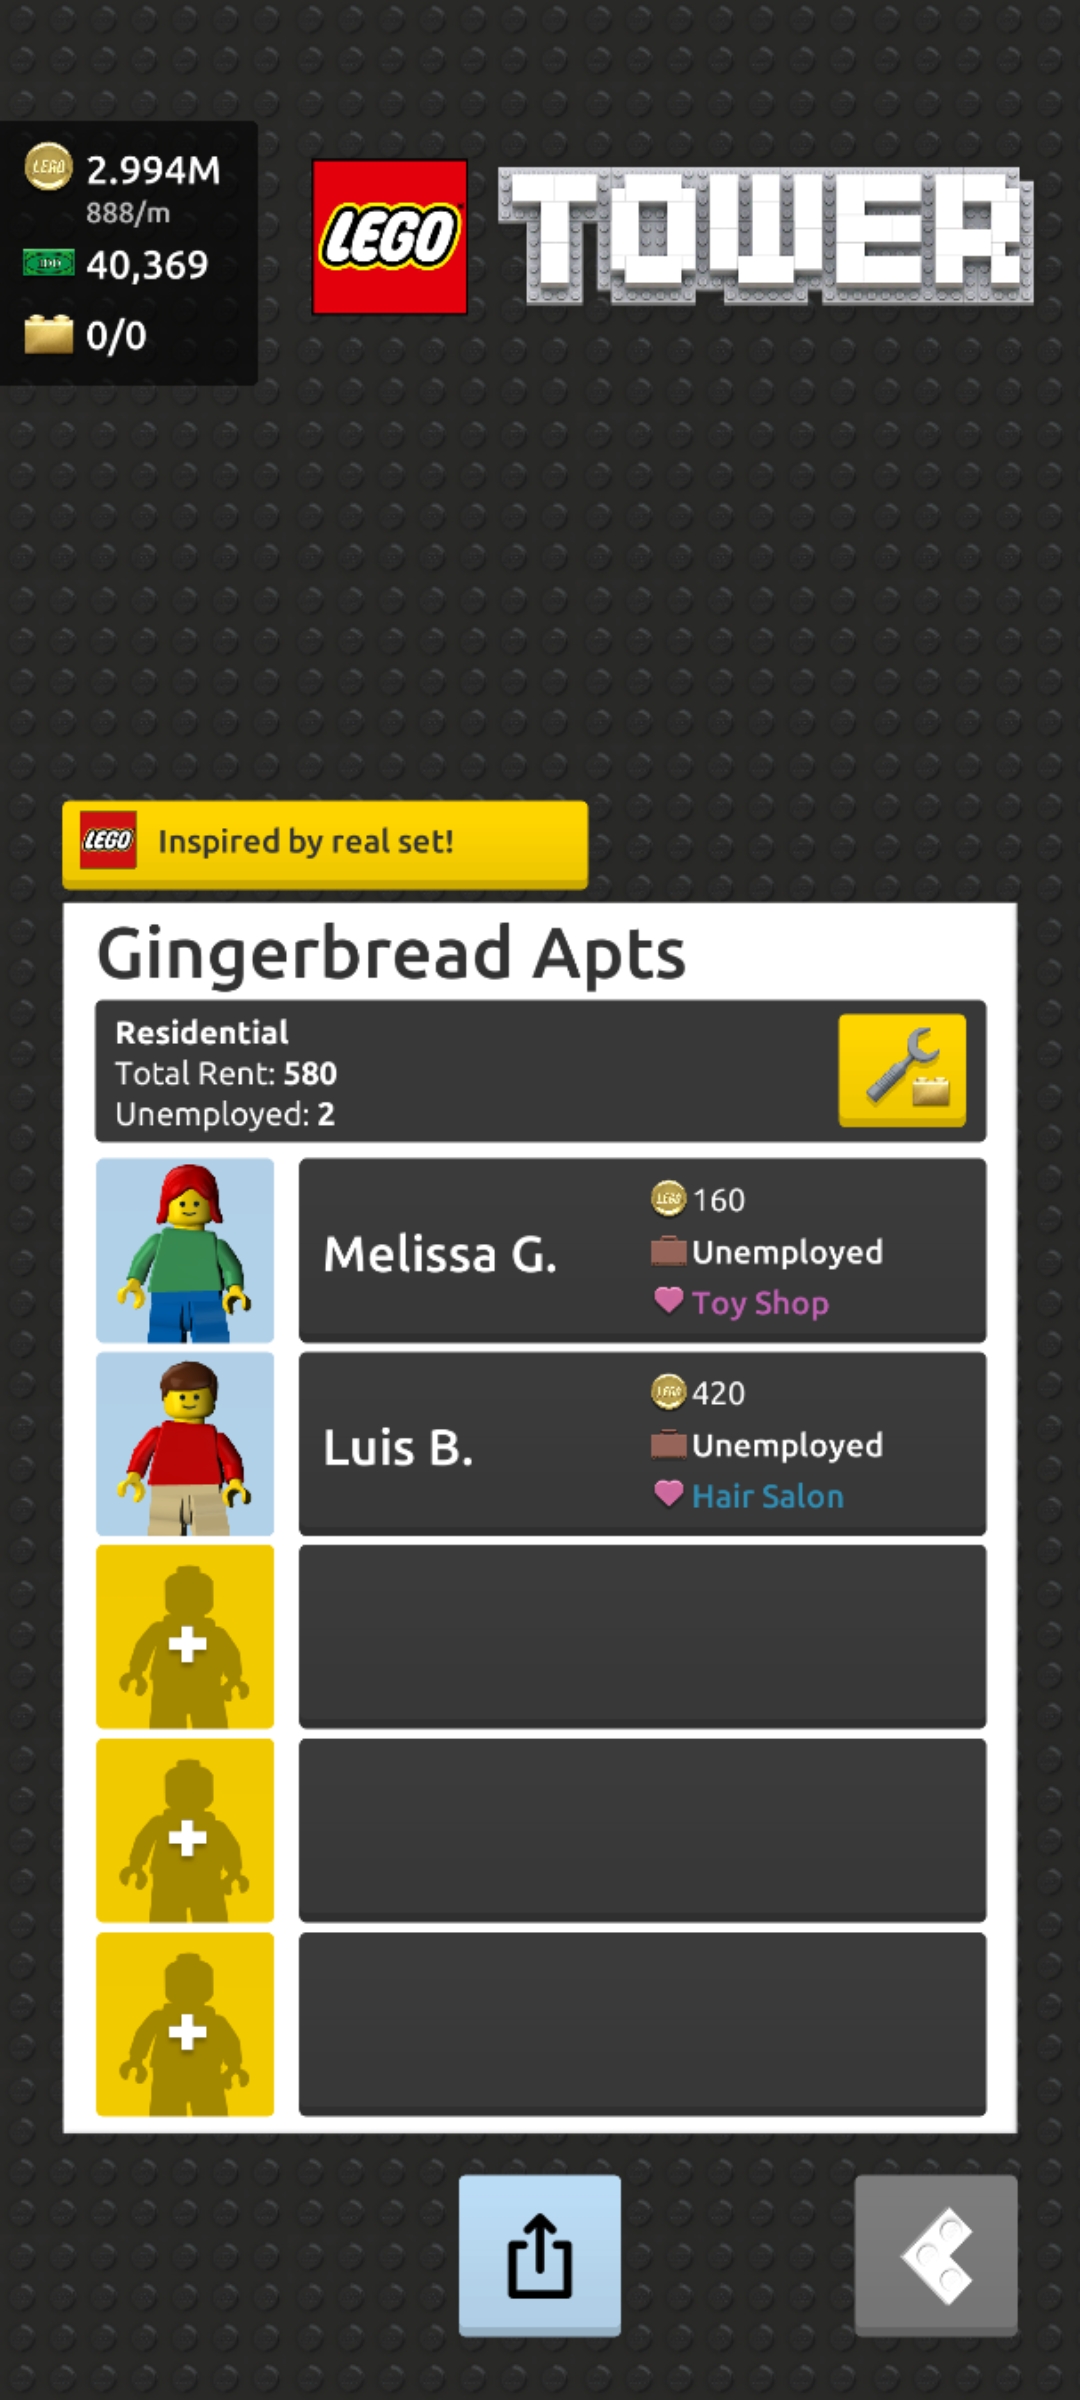 2.994M
888/m
40,369
0/0
LEGO
TOWER
LEGO Inspired by real set!
Gingerbread Apts
Residential
Total Rent: 580
Unemployed: 2
Melissa G.
160
Unemployed
Toy Shop
Luis B.
420
Unemployed
Hair Salon